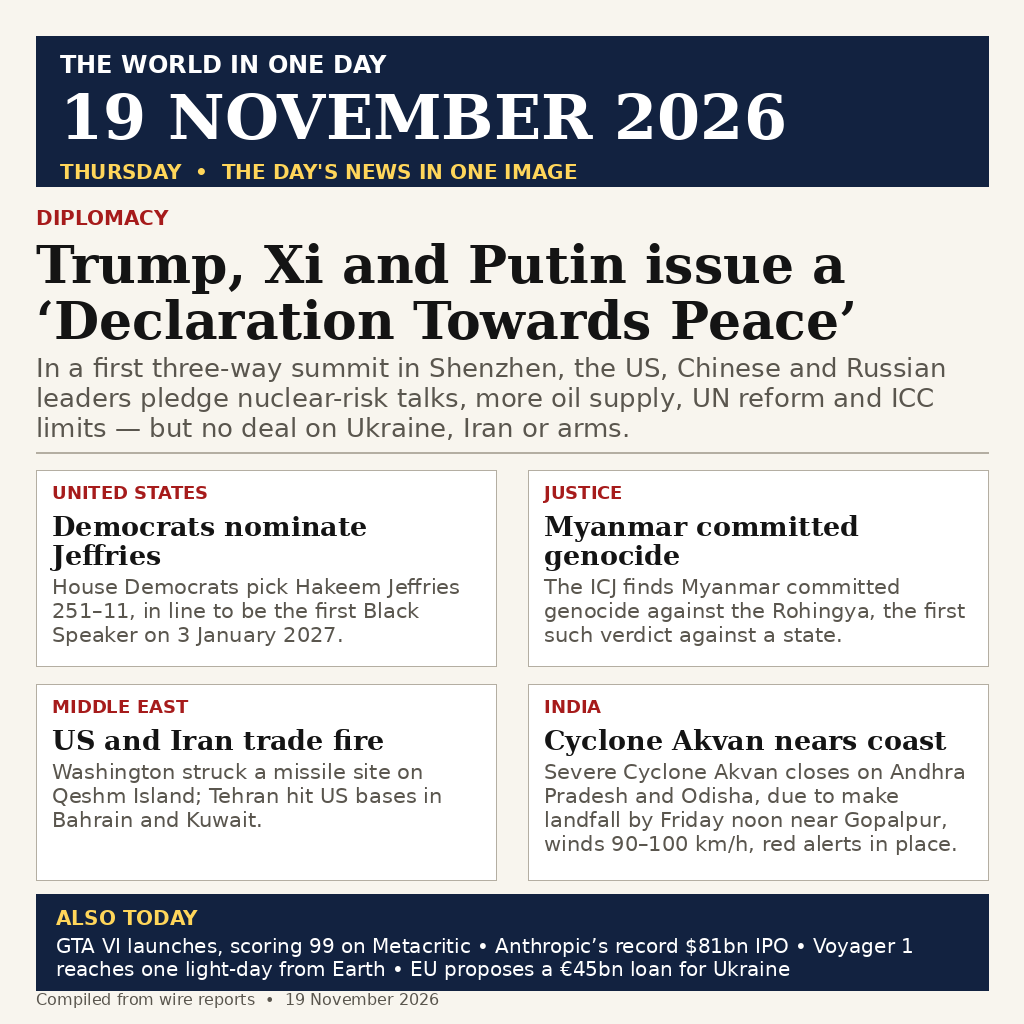 THE WORLD IN ONE DAY
19 NOVEMBER 2026
THURSDAY • THE DAY'S NEWS IN ONE IMAGE
DIPLOMACY
Trump, Xi and Putin issue a
‘Declaration Towards Peace’
In a first three-way summit in Shenzhen, the US, Chinese and Russian
leaders pledge nuclear-risk talks, more oil supply, UN reform and ICC
limits — but no deal on Ukraine, Iran or arms.
UNITED STATES
Democrats nominate
Jeffries
House Democrats pick Hakeem Jeffries
251–11, in line to be the first Black
Speaker on 3 January 2027.
JUSTICE
Myanmar committed
genocide
The ICJ finds Myanmar committed
genocide against the Rohingya, the first
such verdict against a state.
MIDDLE EAST
US and Iran trade fire
Washington struck a missile site on
Qeshm Island; Tehran hit US bases in
Bahrain and Kuwait.
INDIA
Cyclone Akvan nears coast
Severe Cyclone Akvan closes on Andhra
Pradesh and Odisha, due to make
landfall by Friday noon near Gopalpur,
winds 90–100 km/h, red alerts in place.
ALSO TODAY
GTA VI launches, scoring 99 on Metacritic • Anthropic’s record $81bn IPO • Voyager 1
reaches one light-day from Earth • EU proposes a €45bn loan for Ukraine
Compiled from wire reports • 19 November 2026